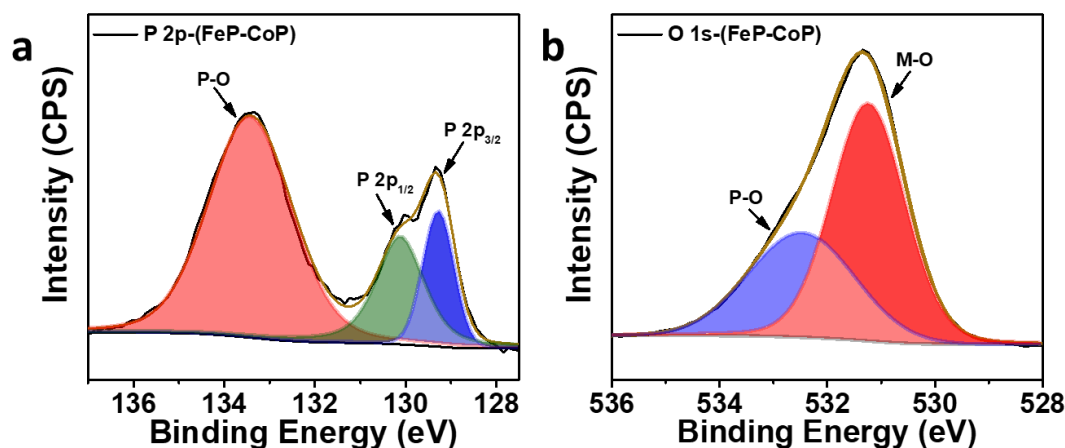 a
P 2p-(FeP-CoP)
P-O
P 2p1/2
P 2p3/2
Intensity (CPS)
136 134 132 130 128
Binding Energy (eV)
b
O 1s-(FeP-CoP)
M-O
P-O
Intensity (CPS)
536 534 532 530 528
Binding Energy (eV)